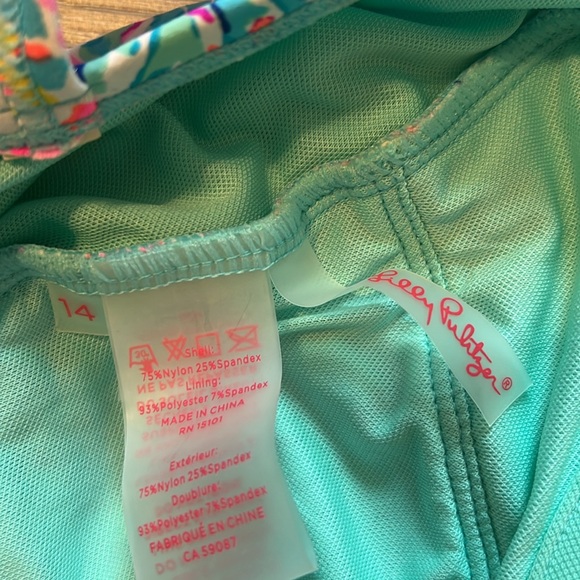 14
Lilly Pulitzer®
Shell:
75%Nylon 25%Spandex
Lining:
93%Polyester 7%Spandex
MADE IN CHINA
RN 15101
Extérieur:
75%Nylon 25%Spandex
Doublure:
93%Polyester 7%Spandex
FABRIQUÉ EN CHINE
CA 59087